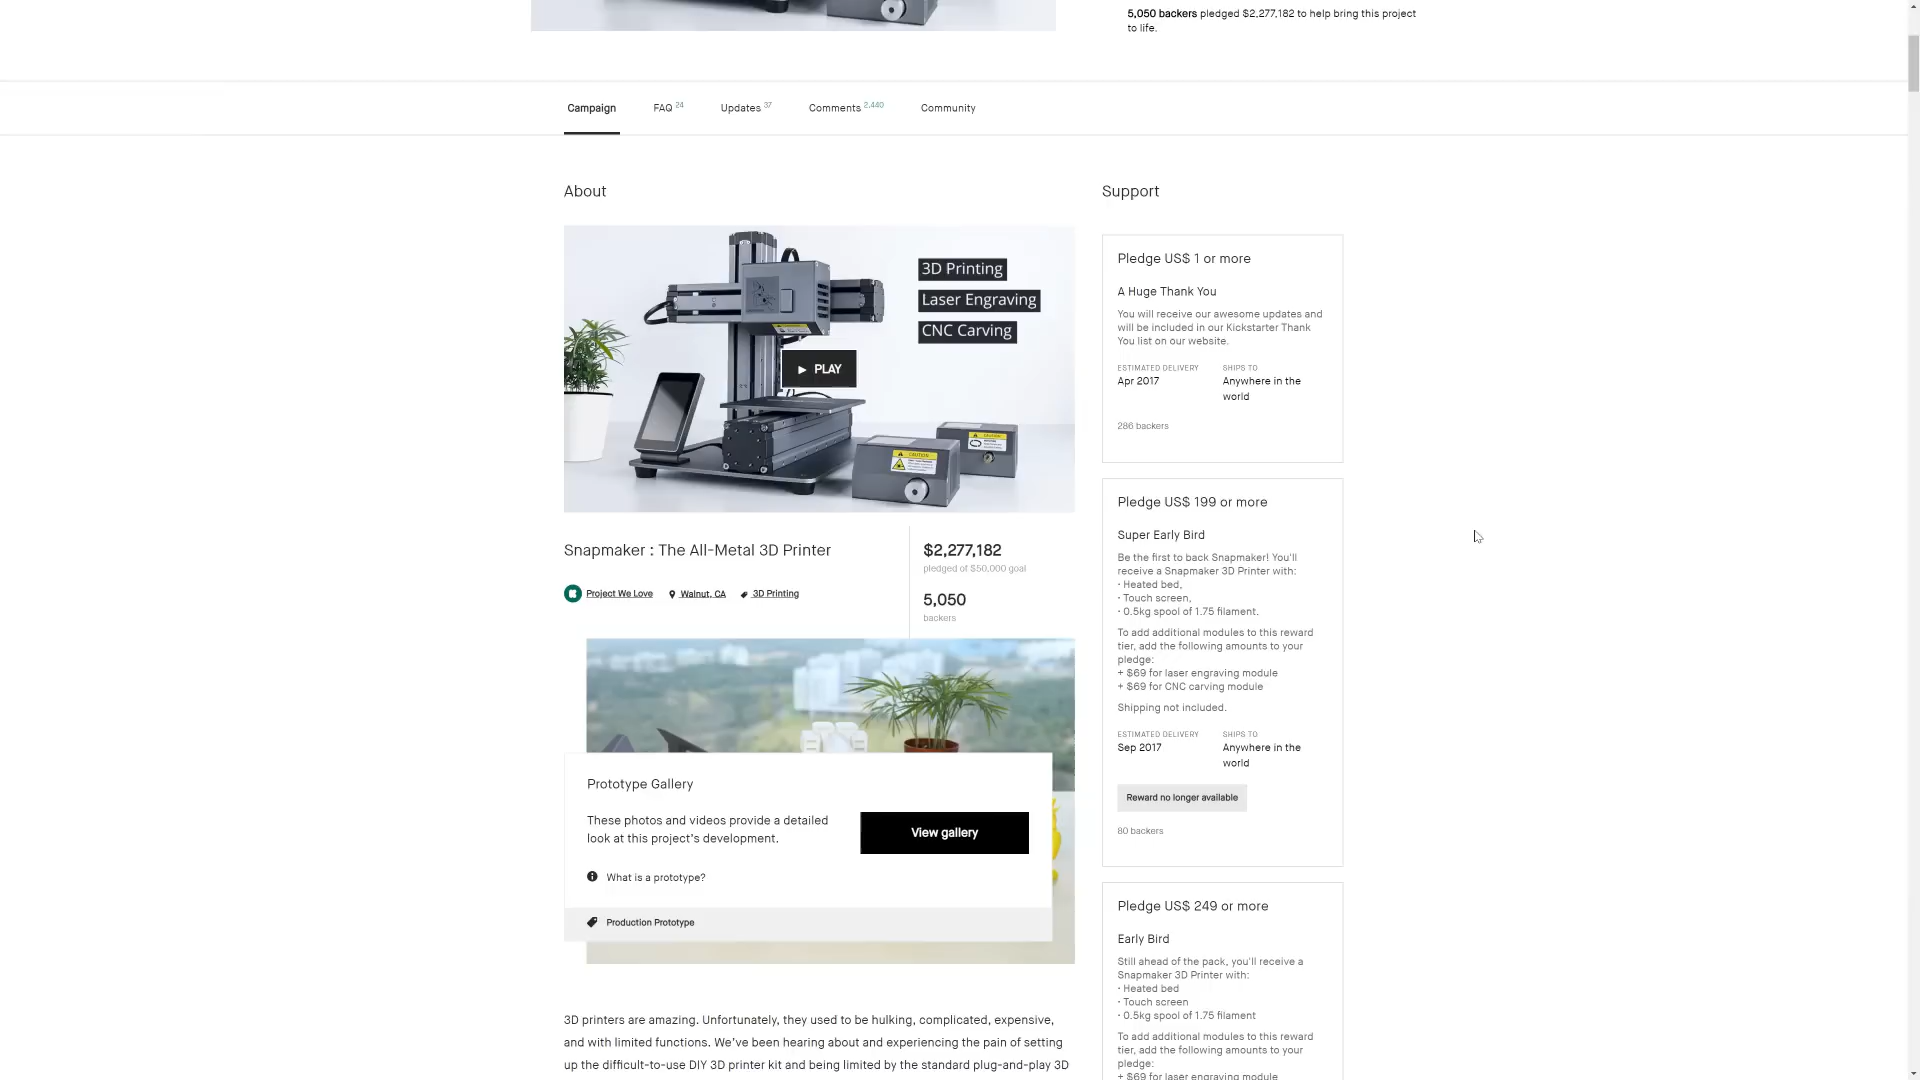 5,050 backers pledged $2,277,182 to help bring this project
to life.
Campaign
FAQ 24
Updates 37
Comments 2,440
Community
About
Support
3D Printing
Laser Engraving
CNC Carving
PLAY
CAUTION
CAUTION
Snapmaker : The All-Metal 3D Printer
Project We Love
Walnut, CA
3D Printing
$2,277,182
pledged of $50,000 goal
5,050
backers
Prototype Gallery
These photos and videos provide a detailed
look at this project's development.
View gallery
What is a prototype?
Production Prototype
3D printers are amazing. Unfortunately, they used to be hulking, complicated, expensive,
and with limited functions. We've been hearing about and experiencing the pain of setting
up the difficult-to-use DIY 3D printer kit and being limited by the standard plug-and-play 3D
Pledge US$ 1 or more
A Huge Thank You
You will receive our awesome updates and
will be included in our Kickstarter Thank
You list on our website.
ESTIMATED DELIVERY
Apr 2017
SHIPS TO
Anywhere in the
world
286 backers
Pledge US$ 199 or more
Super Early Bird
Be the first to back Snapmaker! You'll
receive a Snapmaker 3D Printer with:
· Heated bed,
· Touch screen,
· 0.5kg spool of 1.75 filament.
To add additional modules to this reward
tier, add the following amounts to your
pledge:
+ $69 for laser engraving module
+ $69 for CNC carving module
Shipping not included.
ESTIMATED DELIVERY
Sep 2017
SHIPS TO
Anywhere in the
world
Reward no longer available
80 backers
Pledge US$ 249 or more
Early Bird
Still ahead of the pack, you'll receive a
Snapmaker 3D Printer with:
· Heated bed
· Touch screen
· 0.5kg spool of 1.75 filament
To add additional modules to this reward
tier, add the following amounts to your
pledge:
+ $69 for laser engraving module